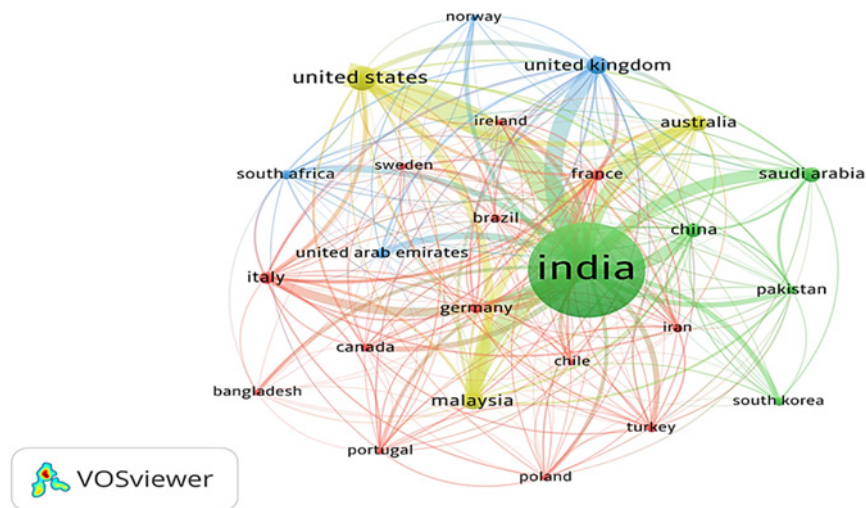 norway
united states
united kingdom
ireland
australia
sweden
south africa
france
saudi arabia
brazil
china
united arab emirates
india
italy
pakistan
germany
iran
canada
chile
bangladesh
malaysia
south korea
turkey
portugal
poland
VOSviewer